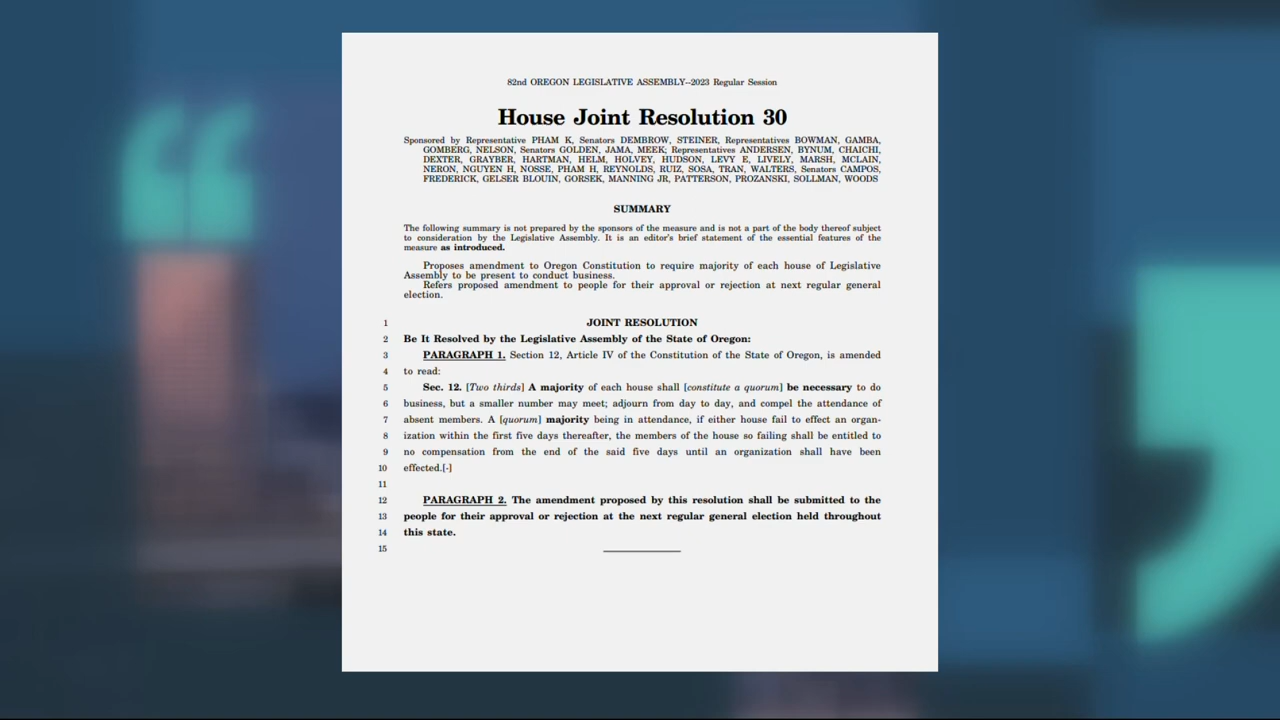 82nd OREGON LEGISLATIVE ASSEMBLY--2023 Regular Session
House Joint Resolution 30
Sponsored by Representative PHAM K, Senators DEMBROW, STEINER, Representatives BOWMAN, GAMBA,
GOMBERG, NELSON, Senators GOLDEN, JAMA, MEEK; Representatives ANDERSEN, BYNUM, CHAICHI,
DEXTER, GRAYBER, HARTMAN, HELM, HOLVEY, HUDSON, LEVY E, LIVELY, MARSH, MCLAIN,
NERON, NGUYEN H, NOSSE, PHAM H, REYNOLDS, RUIZ, SOSA, TRAN, WALTERS, Senators CAMPOS,
FREDERICK, GELSER BLOUIN, GORSEK, MANNING JR, PATTERSON, PROZANSKI, SOLLMAN, WOODS
SUMMARY
The following summary is not prepared by the sponsors of the measure and is not a part of the body thereof subject
to consideration by the Legislative Assembly. It is an editor's brief statement of the essential features of the
measure as introduced.
Proposes amendment to Oregon Constitution to require majority of each house of Legislative
Assembly to be present to conduct business.
Refers proposed amendment to people for their approval or rejection at next regular general
election.
1 JOINT RESOLUTION
2 Be It Resolved by the Legislative Assembly of the State of Oregon:
3 PARAGRAPH 1. Section 12, Article IV of the Constitution of the State of Oregon, is amended
4 to read:
5 Sec. 12. [Two thirds] A majority of each house shall [constitute a quorum] be necessary to do
6 business, but a smaller number may meet; adjourn from day to day, and compel the attendance of
7 absent members. A [quorum] majority being in attendance, if either house fail to effect an organ-
8 ization within the first five days thereafter, the members of the house so failing shall be entitled to
9 no compensation from the end of the said five days until an organization shall have been
10 effected.[-]
11
12 PARAGRAPH 2. The amendment proposed by this resolution shall be submitted to the
13 people for their approval or rejection at the next regular general election held throughout
14 this state.
15